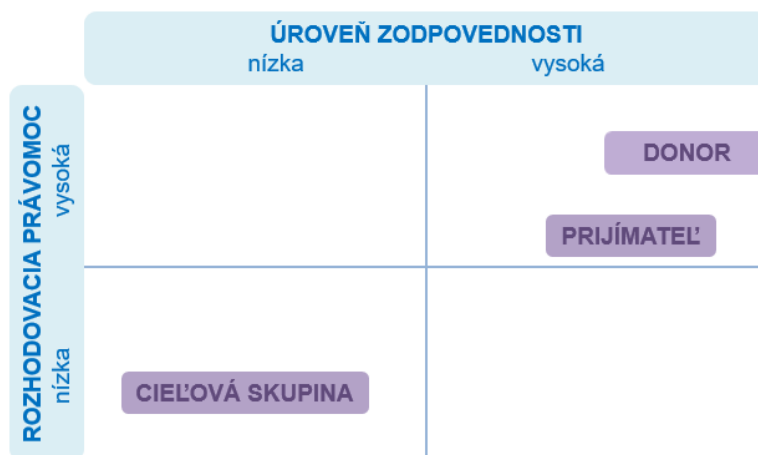 ÚROVEŇ ZODPOVEDNOSTI
nízka vysoká
ROZHODOVACIA PRÁVOMOC
vysoká
nízka
DONOR
PRIJÍMATEĽ
CIEĽOVÁ SKUPINA